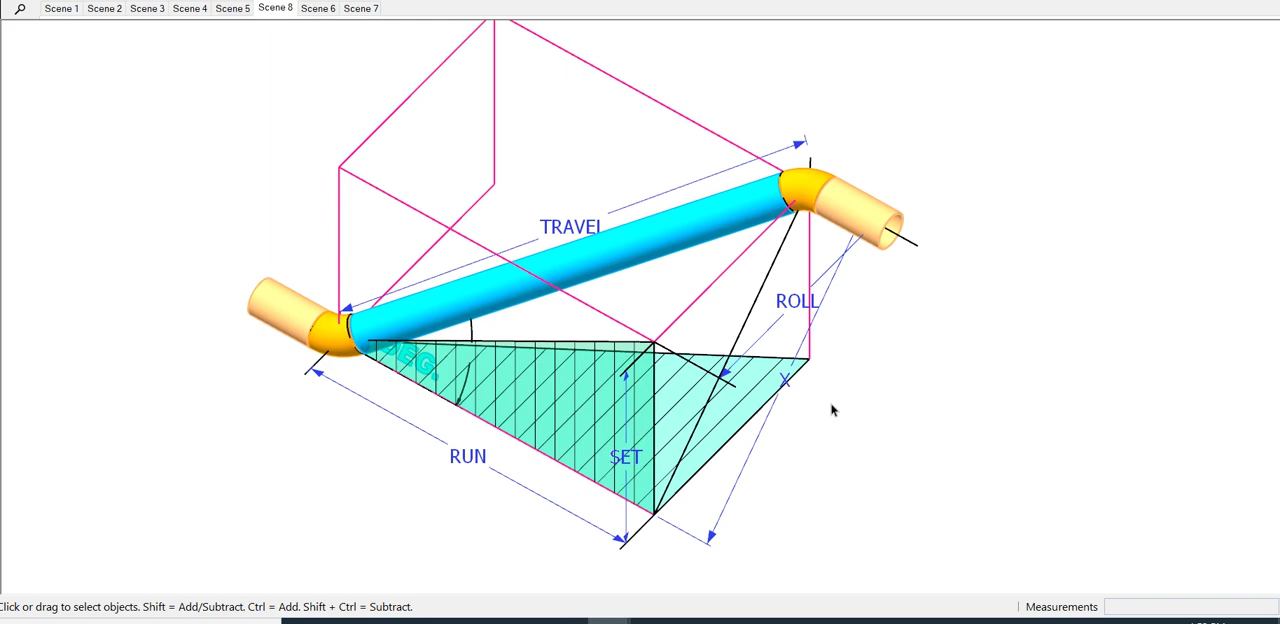 Scene 1 Scene 2 Scene 3 Scene 4 Scene 5 Scene 8 Scene 6 Scene 7
TRAVEL
ROLL
X
RUN
SET
Click or drag to select objects. Shift = Add/Subtract. Ctrl = Add. Shift + Ctrl = Subtract.
Measurements